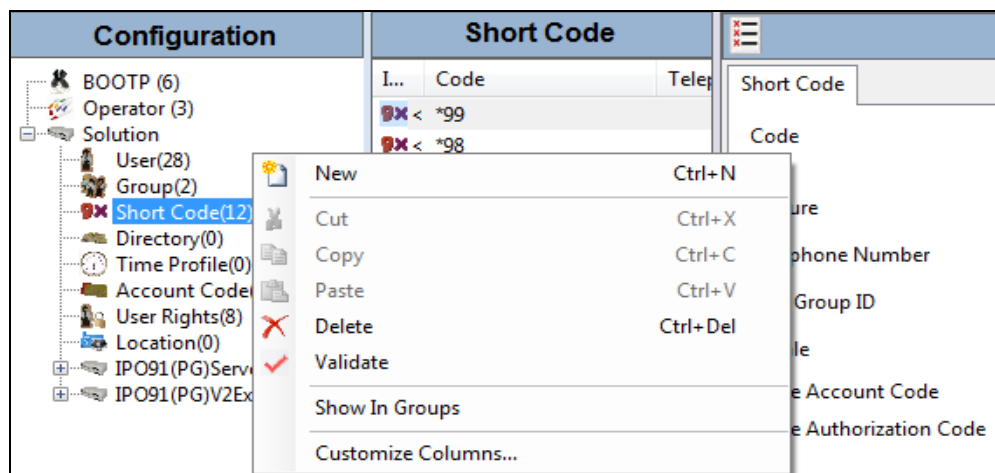 Configuration
BOOTP (6)
Operator (3)
Solution
User(28)
Group(2)
Short Code(12)
Directory(0)
Time Profile(0)
Account Code(
User Rights(8)
Location(0)
IPO91(PG)Serv
IPO91(PG)V2Ex
Short Code
I... Code Telep
< *99
< *98
New Ctrl+N
Cut Ctrl+X
Copy Ctrl+C
Paste Ctrl+V
Delete Ctrl+Del
Validate
Show In Groups
Customize Columns...
Short Code
Code
ure
phone Number
Group ID
le
e Account Code
e Authorization Code